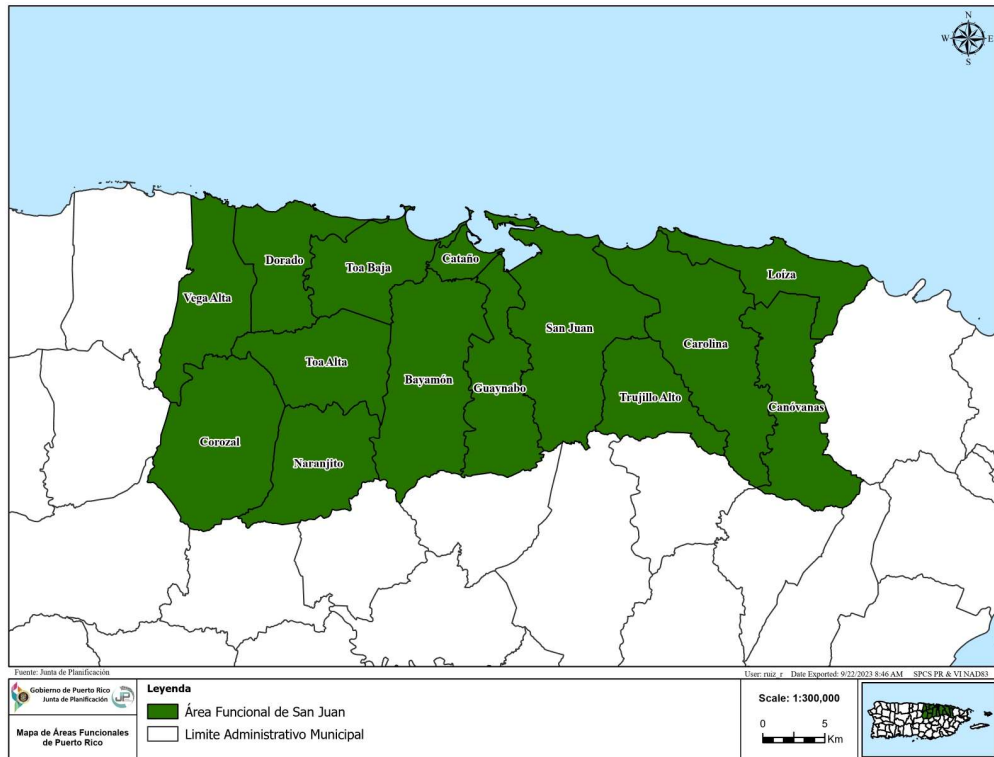 N
W E
S
Dorado
Toa Baja
Cataño
Loíza
Vega Alta
San Juan
Carolina
Toa Alta
Bayamón
Guaynabo
Trujillo Alto
Canóvanas
Corozal
Naranjito
Fuente: Junta de Planificación
User: ruiz_r Date Exported: 9/22/2023 8:46 AM SPCS PR & VI NAD83
Gobierno de Puerto Rico
Junta de Planificación
JP
Mapa de Áreas Funcionales
de Puerto Rico
Leyenda
Área Funcional de San Juan
Limite Administrativo Municipal
Scale: 1:300,000
0 5
Km